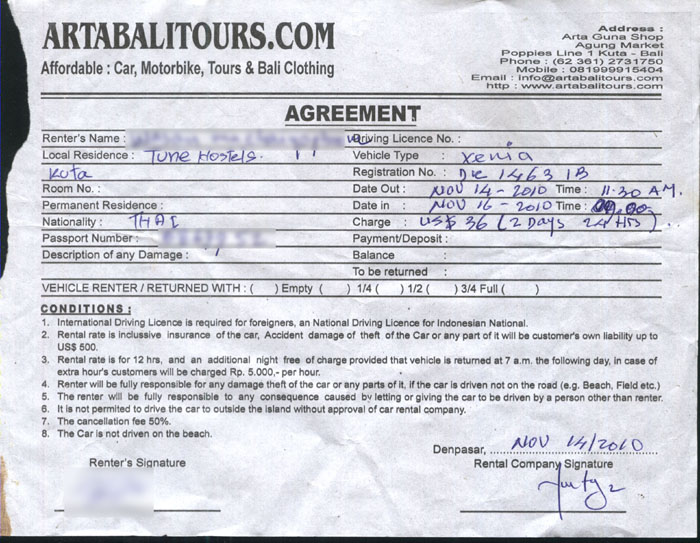 ARTABALITOURS.COM
Affordable : Car, Motorbike, Tours & Bali Clothing
Address :
Arta Guna Shop
Agung Market
Poppies Line 1 Kuta - Bali
Phone : (62 361) 2731750
Mobile : 081999915404
Email : info@artabalitours.com
http : www.artabalitours.com
AGREEMENT
Renter's Name : Driving Licence No. :
Local Residence : Tune Hostels. Vehicle Type : Xenia
Kuta Registration No. : DK 1463 IB
Room No. : Date Out : NOV 14 - 2010 Time : 11.30 AM.
Permanent Residence : Date in : NOV 16 - 2010 Time :
Nationality : THAI Charge : US$ 36 (2 Days 24 HRS)
Passport Number : Payment/Deposit :
Description of any Damage : Balance :
To be returned :
VEHICLE RENTER / RETURNED WITH : ( ) Empty ( ) 1/4 ( ) 1/2 ( ) 3/4 Full ( )
CONDITIONS :
1. International Driving Licence is required for foreigners, an National Driving Licence for Indonesian National.
2. Rental rate is inclussive insurance of the car, Accident damage of theft of the Car or any part of it will be customer's own liability up to
US$ 500.
3. Rental rate is for 12 hrs, and an additional night free of charge provided that vehicle is returned at 7 a.m. the following day, in case of
extra hour's customers will be charged Rp. 5.000,- per hour.
4. Renter will be fully responsible for any damage theft of the car or any parts of it, if the car is driven not on the road (e.g. Beach, Field etc.)
5. The renter will be fully responsible to any consequence caused by letting or giving the car to be driven by a person other than renter.
6. It is not permited to drive the car to outside the island without approval of car rental company.
7. The cancellation fee 50%.
8. The Car is not driven on the beach.
Denpasar, NOV 14/2010
Renter's Signature Rental Company Signature